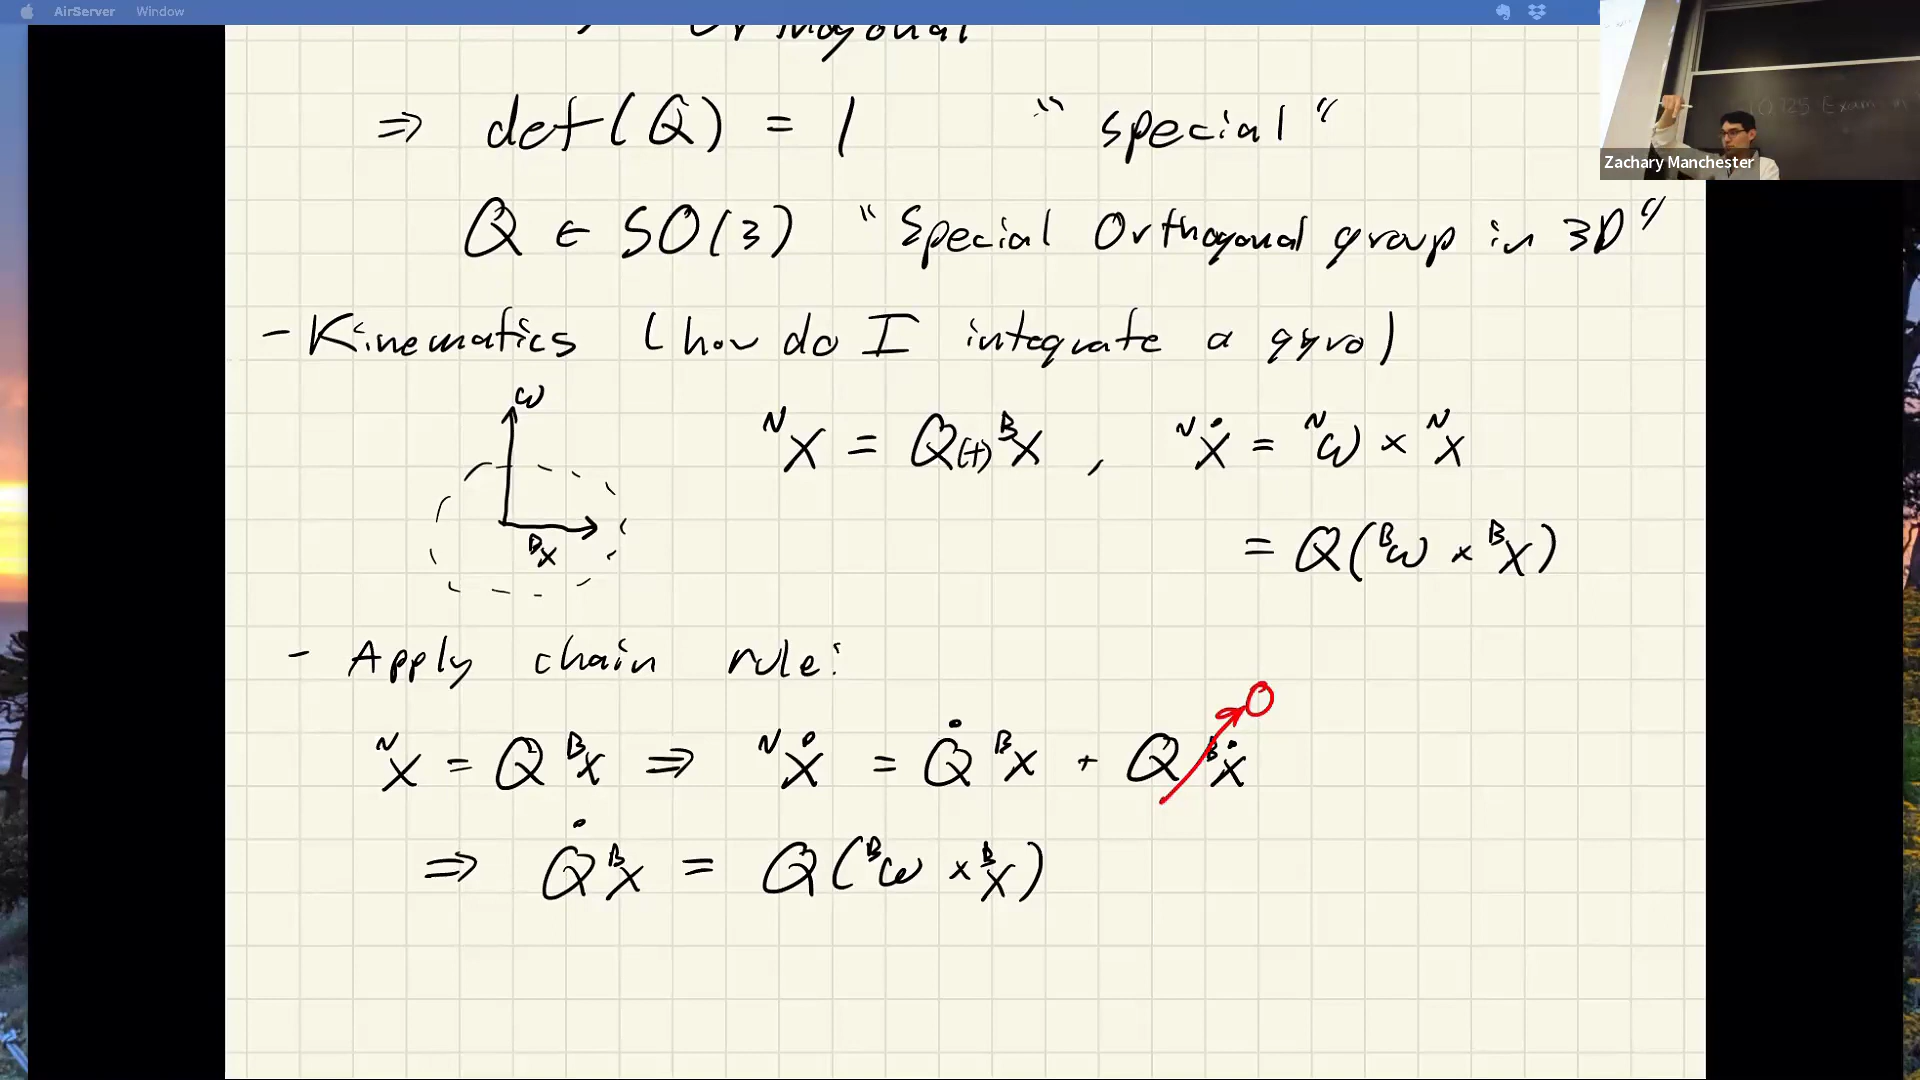 AirServer Window
Orthogonal
⇒ det(Q) = 1 "special"
Q ∈ SO(3) "Special Orthogonal group in 3D"
Zachary Manchester
- Kinematics (how do I integrate a gyro)
ω
ᴮx
ᴺx = Q(t) ᴮx , ᴺẋ = ᴺω × ᴺx
= Q(ᴮω × ᴮx)
- Apply chain rule:
ᴺx = Q ᴮx ⇒ ᴺẋ = Q̇ ᴮx + Q ᴮẋ 0
⇒ Q̇ ᴮx = Q(ᴮω × ᴮx)